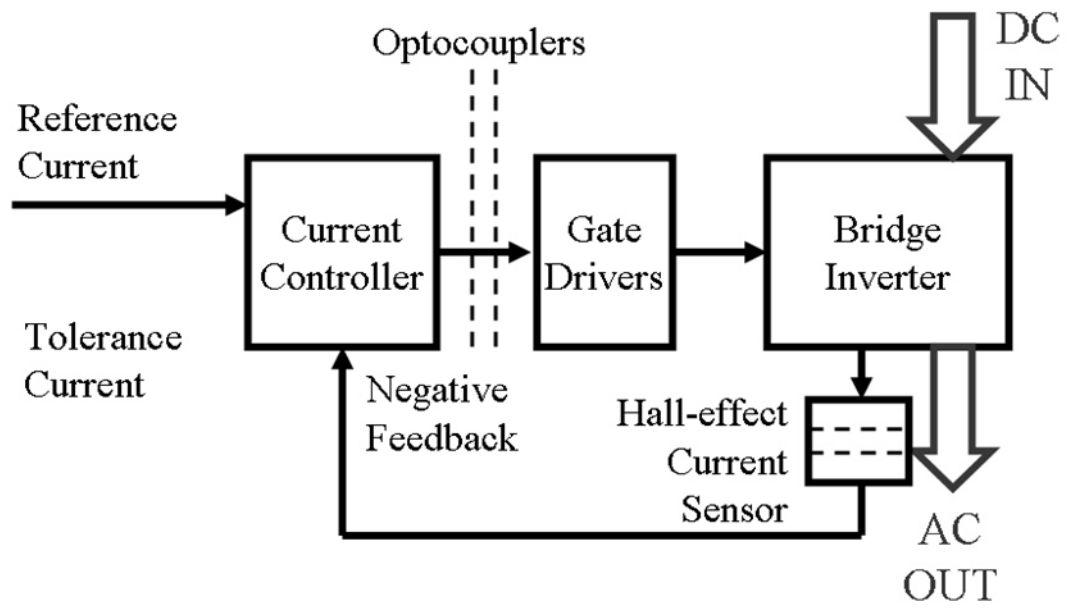 Optocouplers
DC
IN
Reference
Current
Current
Controller
Gate
Drivers
Bridge
Inverter
Tolerance
Current
Negative
Feedback
Hall-effect
Current
Sensor
AC
OUT